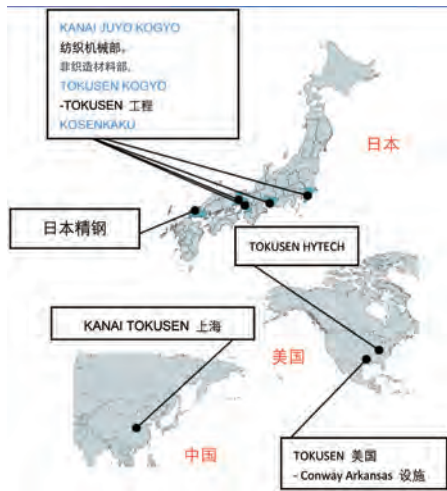 KANAI JUYO KOGYO
纺织机械部,
非织造材料部,
TOKUSEN KOGYO
-TOKUSEN 工程
KOSENKAKU
日本
日本精钢
TOKUSEN HYTECH
KANAI TOKUSEN 上海
美国
中国
TOKUSEN 美国
- Conway Arkansas 设施